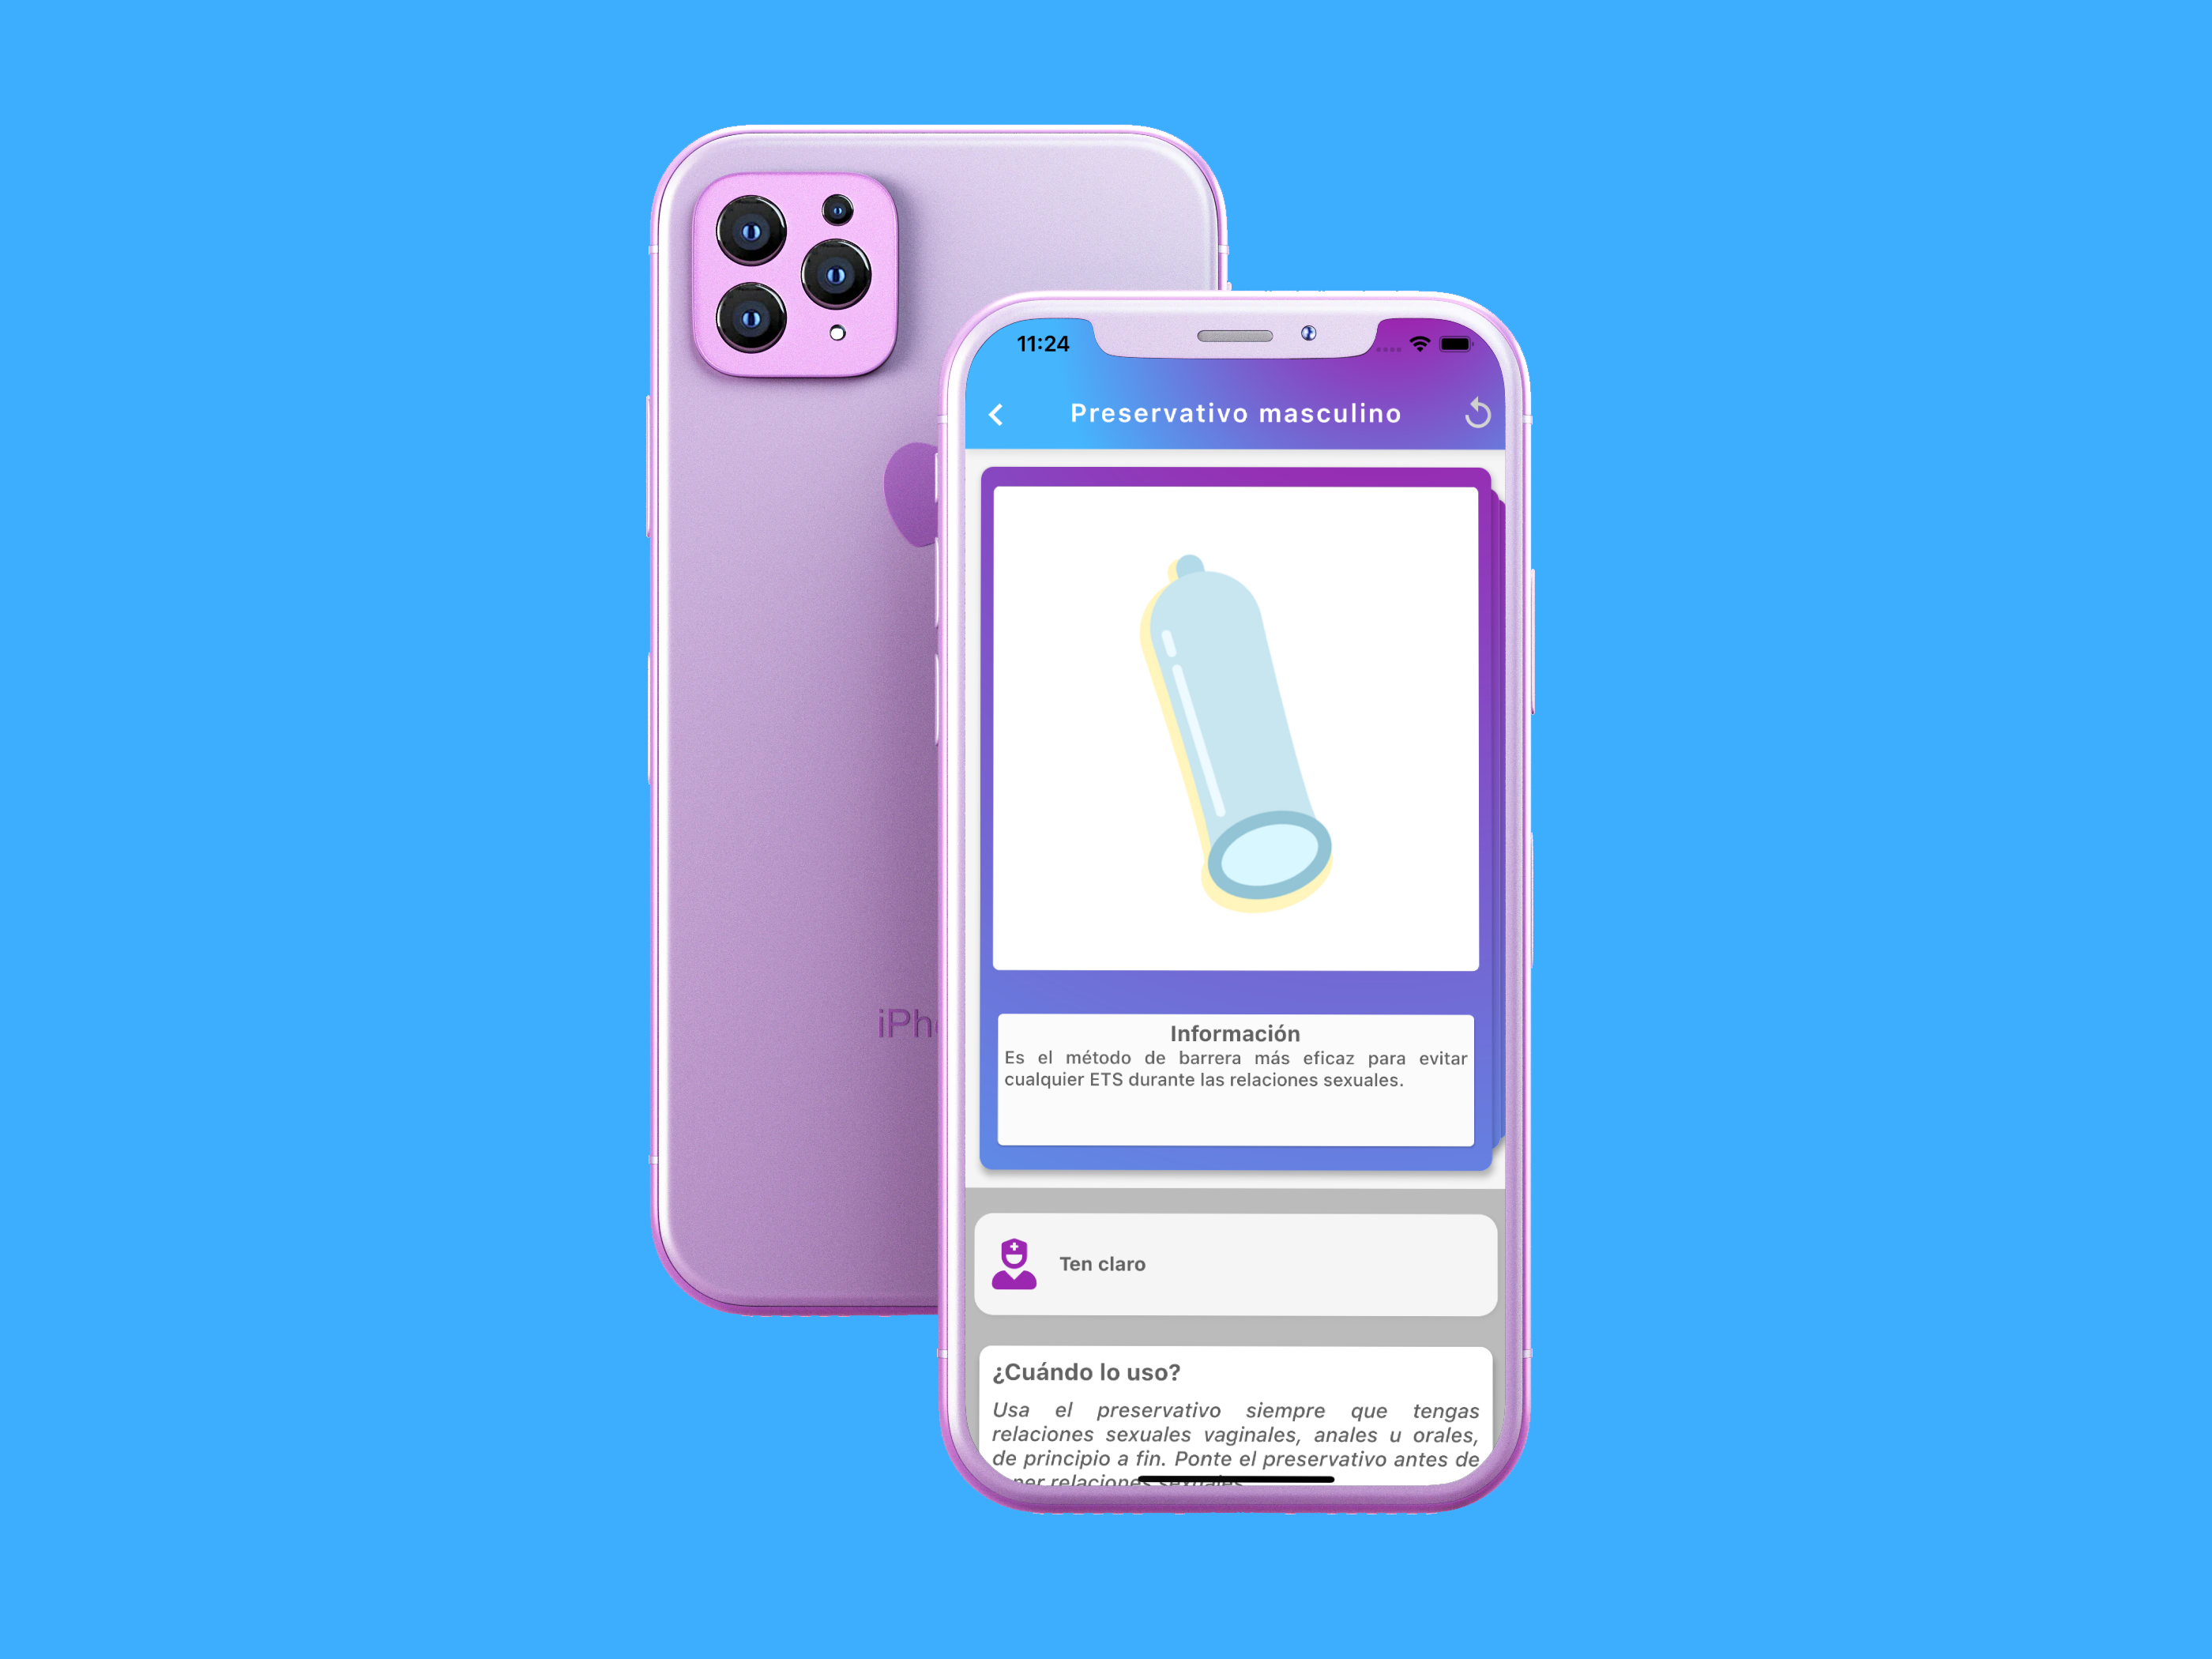 11:24
Preservativo masculino
Información
Es el método de barrera más eficaz para evitar
cualquier ETS durante las relaciones sexuales.
Ten claro
¿Cuándo lo uso?
Usa el preservativo siempre que tengas
relaciones sexuales vaginales, anales u orales,
de principio a fin. Ponte el preservativo antes de
relaciones sexuales